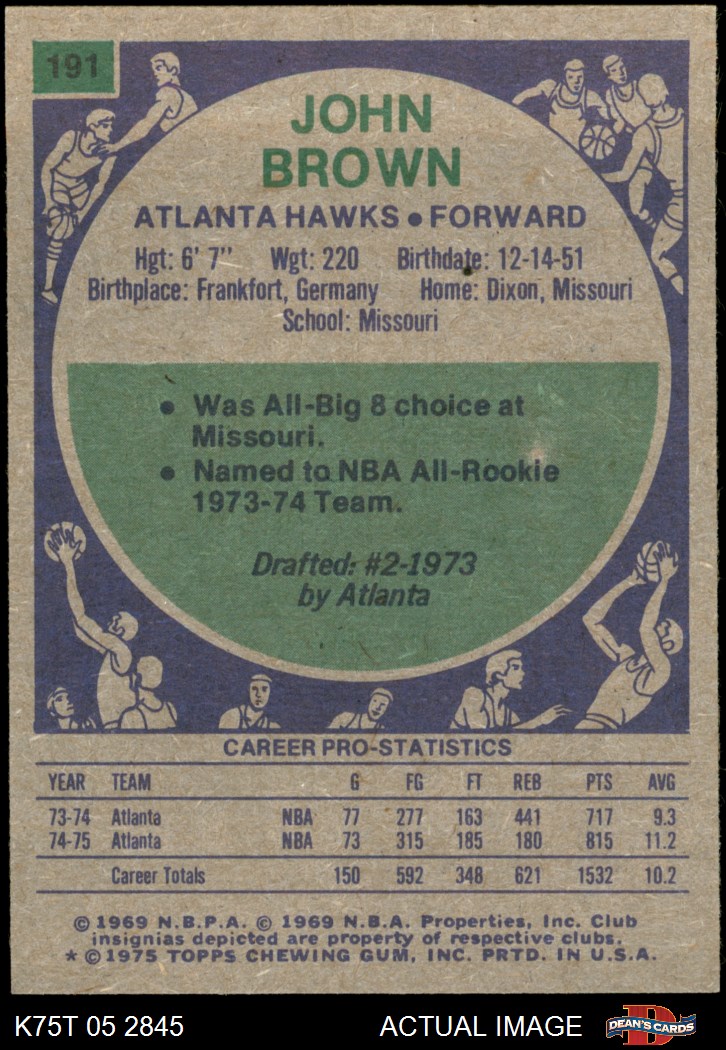 191
JOHN
BROWN
ATLANTA HAWKS • FORWARD
Hgt: 6' 7" Wgt: 220 Birthdate: 12-14-51
Birthplace: Frankfort, Germany Home: Dixon, Missouri
School: Missouri
• Was All-Big 8 choice at
Missouri.
• Named to NBA All-Rookie
1973-74 Team.
Drafted: #2-1973
by Atlanta
CAREER PRO-STATISTICS
YEAR TEAM G FG FT REB PTS AVG
73-74 Atlanta NBA 77 277 163 441 717 9.3
74-75 Atlanta NBA 73 315 185 180 815 11.2
Career Totals 150 592 348 621 1532 10.2
© 1969 N.B.P.A. © 1969 N.B.A. Properties, Inc. Club
insignias depicted are property of respective clubs.
* © 1975 TOPPS CHEWING GUM, INC. PRTD. IN U.S.A.
K75T 05 2845 ACTUAL IMAGE DEAN'S CARDS